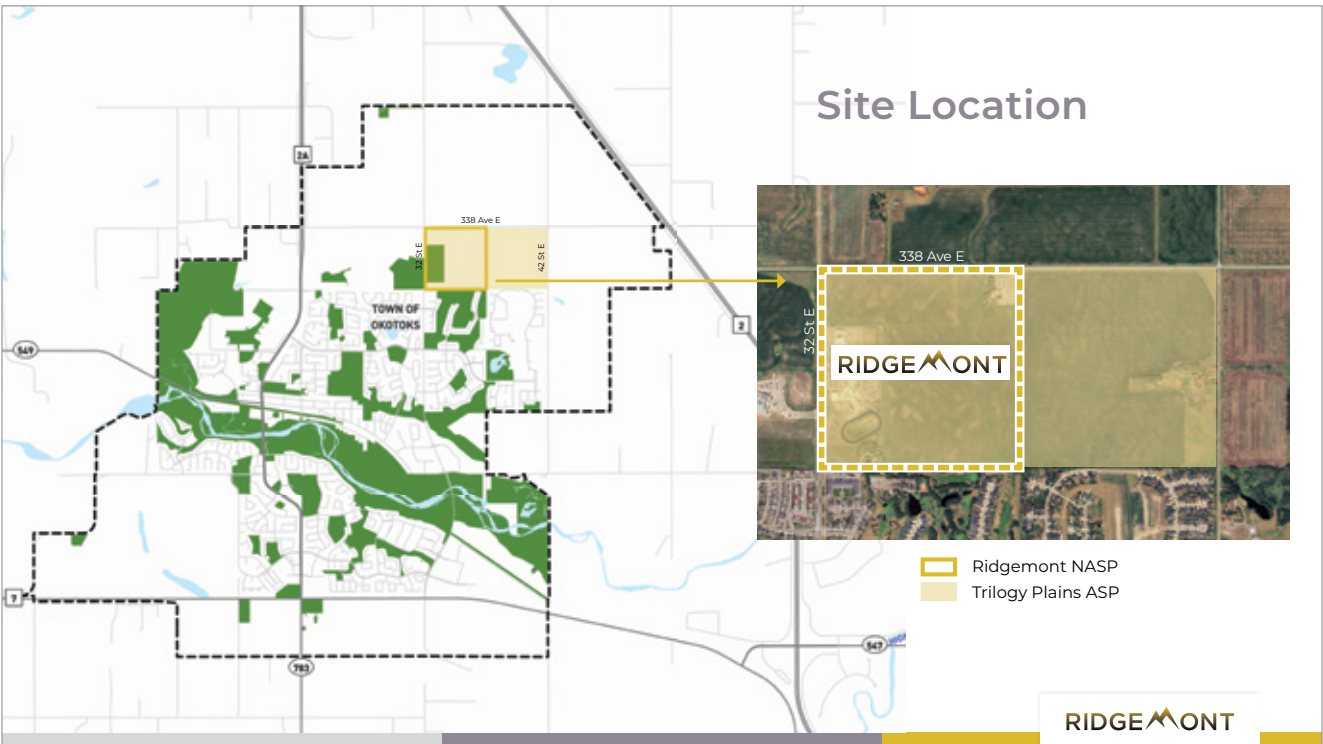 Site Location
2A
338 Ave E
32 St E
42 St E
TOWN OF
OKOTOKS
2
549
7
783
547
338 Ave E
32 St E
RIDGEMONT
Ridgemont NASP
Trilogy Plains ASP
RIDGEMONT